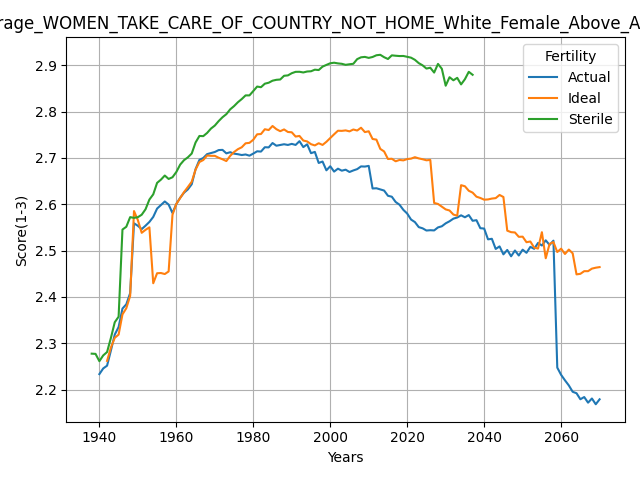 rage_WOMEN_TAKE_CARE_OF_COUNTRY_NOT_HOME_White_Female_Above_A
Fertility
Actual
Ideal
Sterile
Score(1-3)
2.9
2.8
2.7
2.6
2.5
2.4
2.3
2.2
1940 1960 1980 2000 2020 2040 2060
Years